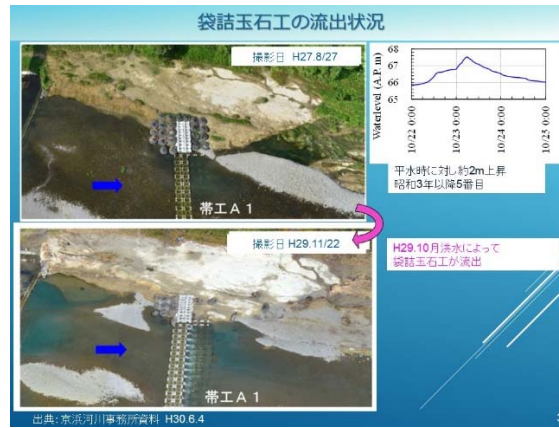 袋詰玉石工の流出状況
撮影日 H27.8/27
帯工A1
Waterlevel (A.P. m)
68
67
66
65
10/22 0:00
10/23 0:00
10/24 0:00
10/25 0:00
平水時に対し約2m上昇
昭和3年以降5番目
撮影日 H29.11/22
帯工A1
H29.10月洪水によって
袋詰玉石工が流出
出典:京浜河川事務所資料 H30.6.4